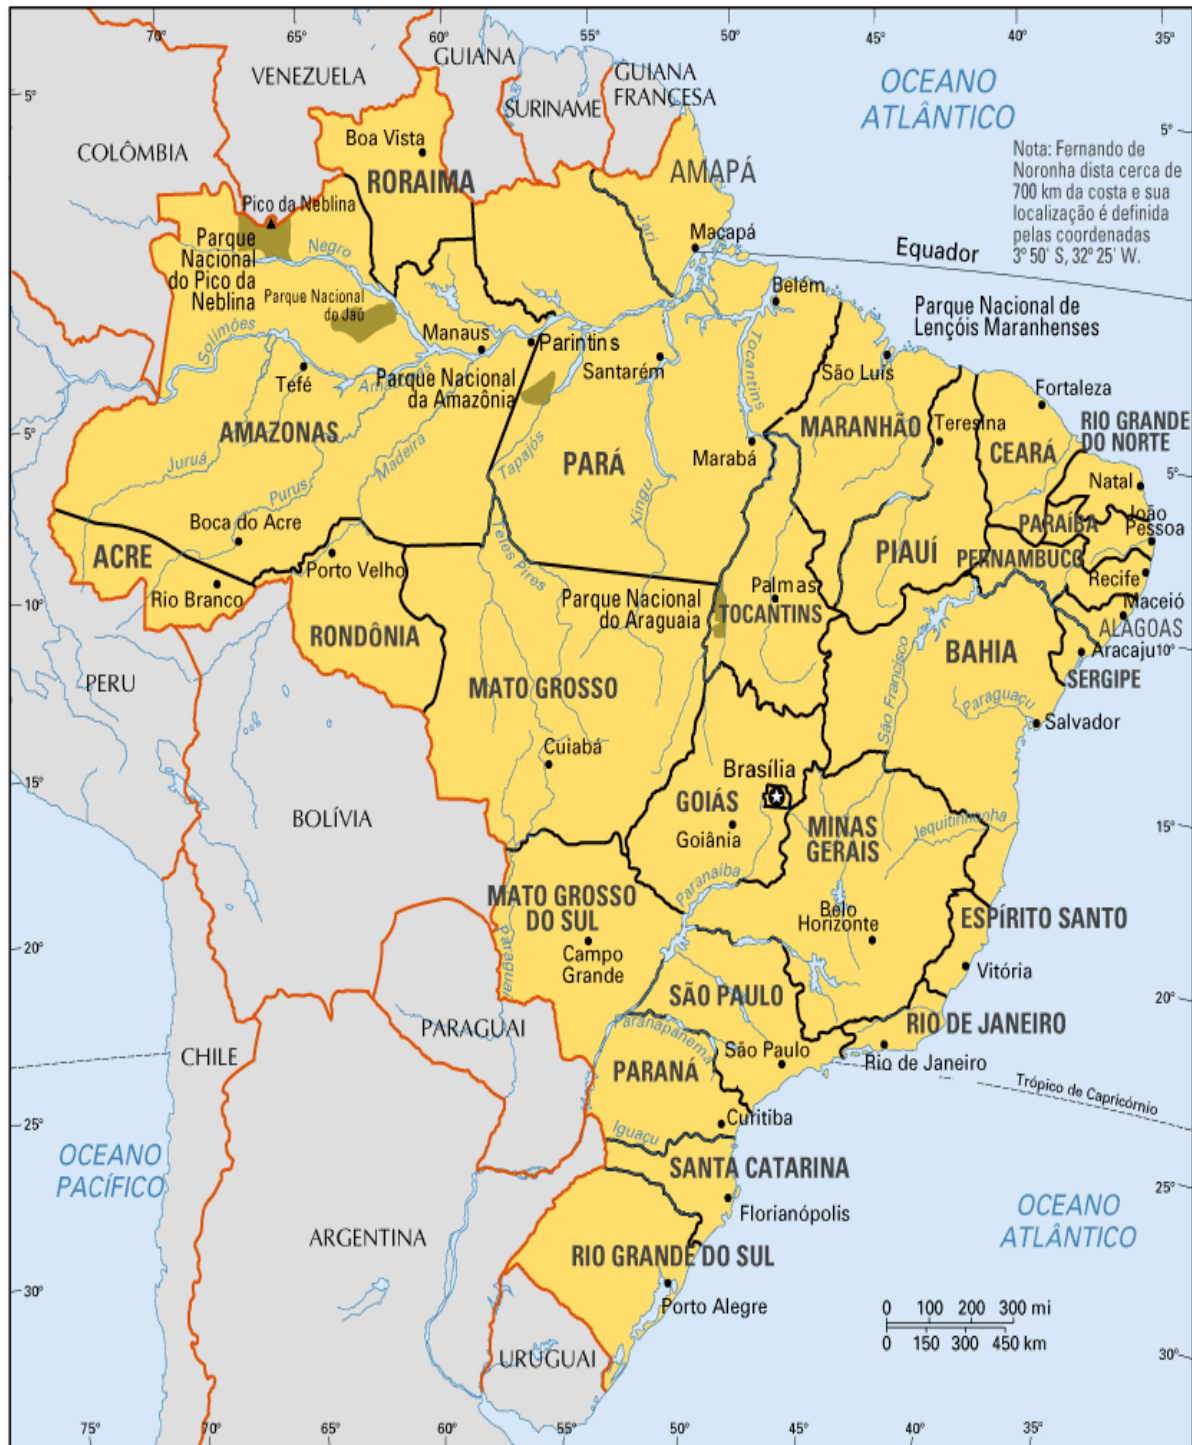 70°
65°
60°
55°
50°
45°
40°
35°
VENEZUELA
GUIANA
SURINAME
GUIANA
FRANCESA
OCEANO
ATLÂNTICO
5°
5°
COLÔMBIA
Boa Vista
RORAIMA
AMAPÁ
Nota: Fernando de
Noronha dista cerca de
700 km da costa e sua
localização é definida
pelas coordenadas
3° 50' S, 32° 25' W.
Pico da Neblina
Parque
Nacional
do Pico da
Neblina
Negro
Jari
Macapá
Equador
Parque Nacional
do Jaú
Belém
Parque Nacional de
Lençóis Maranhenses
Solimões
Manaus
Parintins
Santarém
Tocantins
São Luís
Tefé
Amazonas
Parque Nacional
da Amazônia
Fortaleza
AMAZONAS
Juruá
Purus
Madeira
Tapajós
PARÁ
Xingu
Marabá
MARANHÃO
Teresina
CEARÁ
RIO GRANDE
DO NORTE
5°
5°
Natal
Boca do Acre
ACRE
Porto Velho
Rio Branco
Teles Pires
Parque Nacional
do Araguaia
Palmas
TOCANTINS
PIAUÍ
PARAÍBA
João
Pessoa
PERNAMBUCO
Recife
Maceió
ALAGOAS
Aracaju
10°
10°
SERGIPE
RONDÔNIA
PERU
MATO GROSSO
São Francisco
BAHIA
Paraguaçu
Salvador
Cuiabá
Brasília
GOIÁS
Goiânia
15°
15°
BOLÍVIA
MINAS
GERAIS
Jequitinhonha
Paranaíba
MATO GROSSO
DO SUL
Campo
Grande
Paraguai
Belo
Horizonte
ESPÍRITO SANTO
Vitória
20°
20°
SÃO PAULO
RIO DE JANEIRO
PARAGUAI
CHILE
Paranapanema
São Paulo
Rio de Janeiro
PARANÁ
Trópico de Capricórnio
Curitiba
25°
25°
Iguaçu
OCEANO
PACÍFICO
SANTA CATARINA
Florianópolis
OCEANO
ATLÂNTICO
ARGENTINA
RIO GRANDE DO SUL
Porto Alegre
30°
30°
0 100 200 300 mi
0 150 300 450 km
URUGUAI
75°
70°
65°
60°
55°
50°
45°
40°
35°